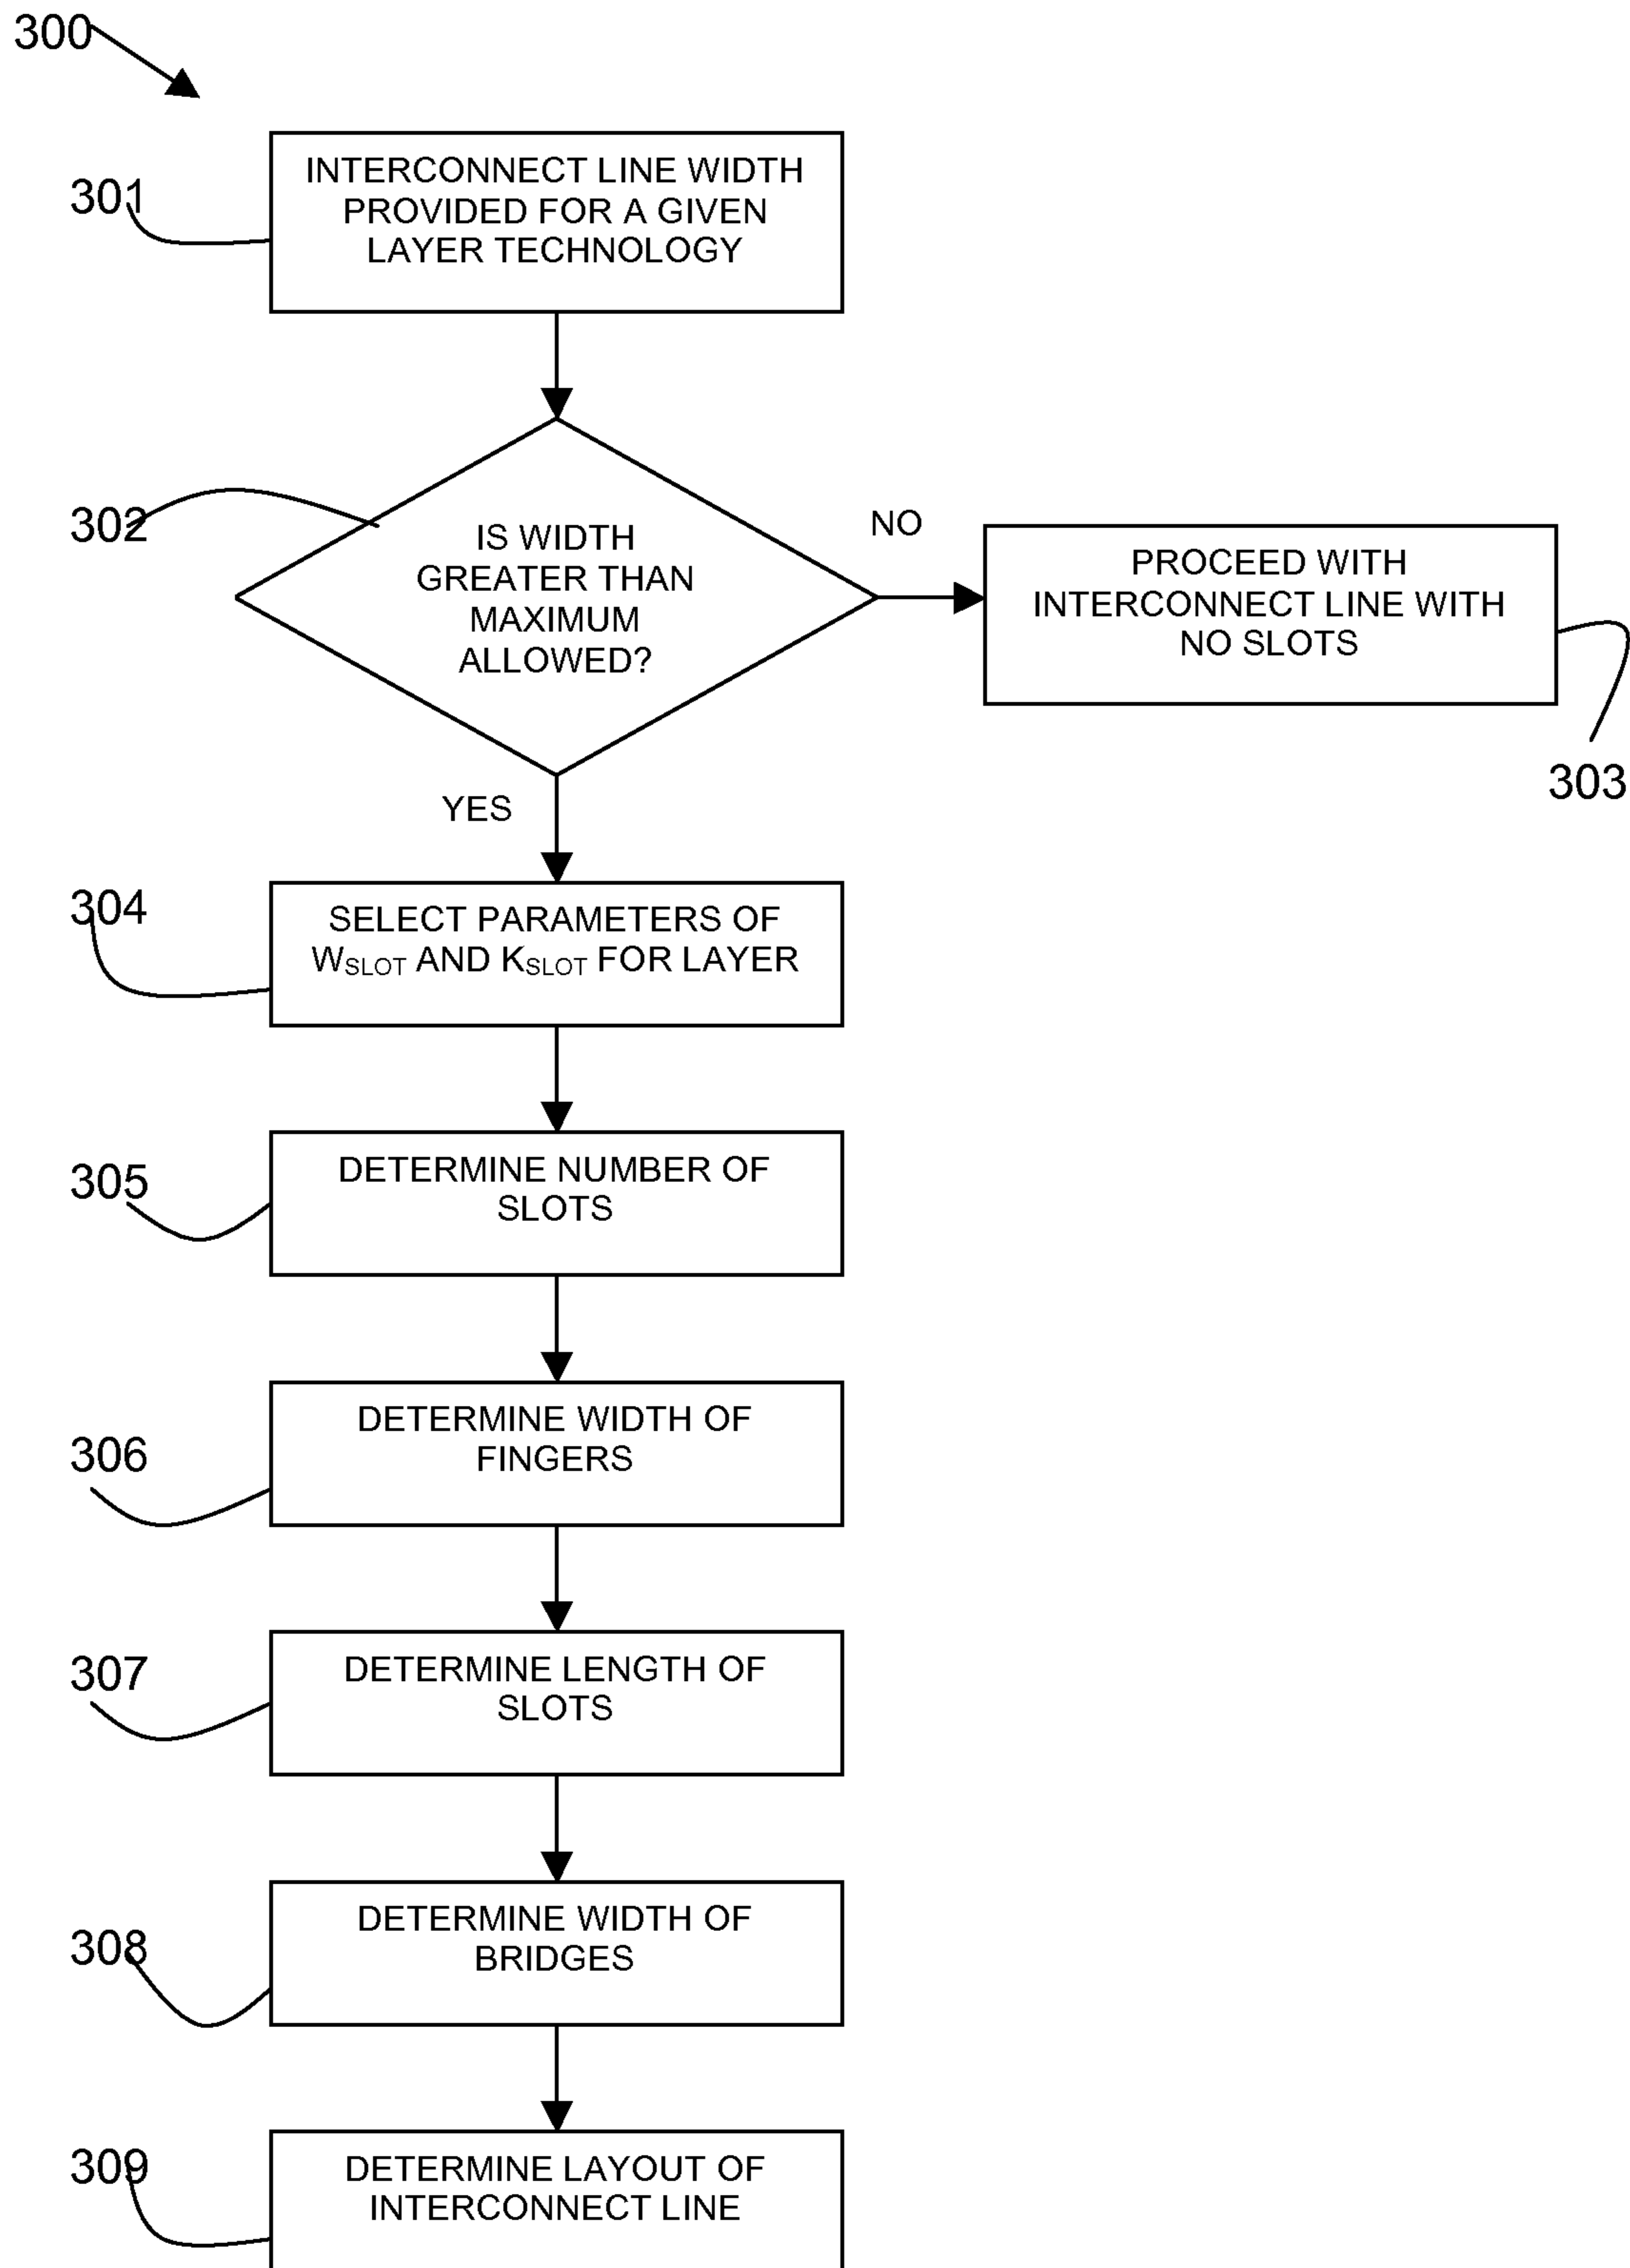 300
301
INTERCONNECT LINE WIDTH
PROVIDED FOR A GIVEN
LAYER TECHNOLOGY
302
IS WIDTH
GREATER THAN
MAXIMUM
ALLOWED?
NO
PROCEED WITH
INTERCONNECT LINE WITH
NO SLOTS
303
YES
304
SELECT PARAMETERS OF
WSLOT AND KSLOT FOR LAYER
305
DETERMINE NUMBER OF
SLOTS
306
DETERMINE WIDTH OF
FINGERS
307
DETERMINE LENGTH OF
SLOTS
308
DETERMINE WIDTH OF
BRIDGES
309
DETERMINE LAYOUT OF
INTERCONNECT LINE